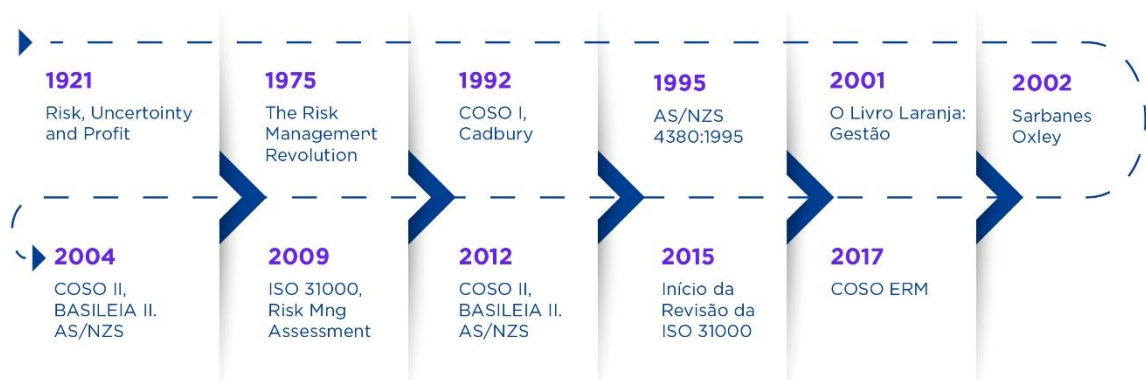 1921
Risk, Uncertointy
and Profit
1975
The Risk
Management
Revolution
1992
COSO I,
Cadbury
1995
AS/NZS
4380:1995
2001
O Livro Laranja:
Gestão
2002
Sarbanes
Oxley
2004
COSO II,
BASILEIA II.
AS/NZS
2009
ISO 31000,
Risk Mng
Assessment
2012
COSO II,
BASILEIA II.
AS/NZS
2015
Início da
Revisão da
ISO 31000
2017
COSO ERM